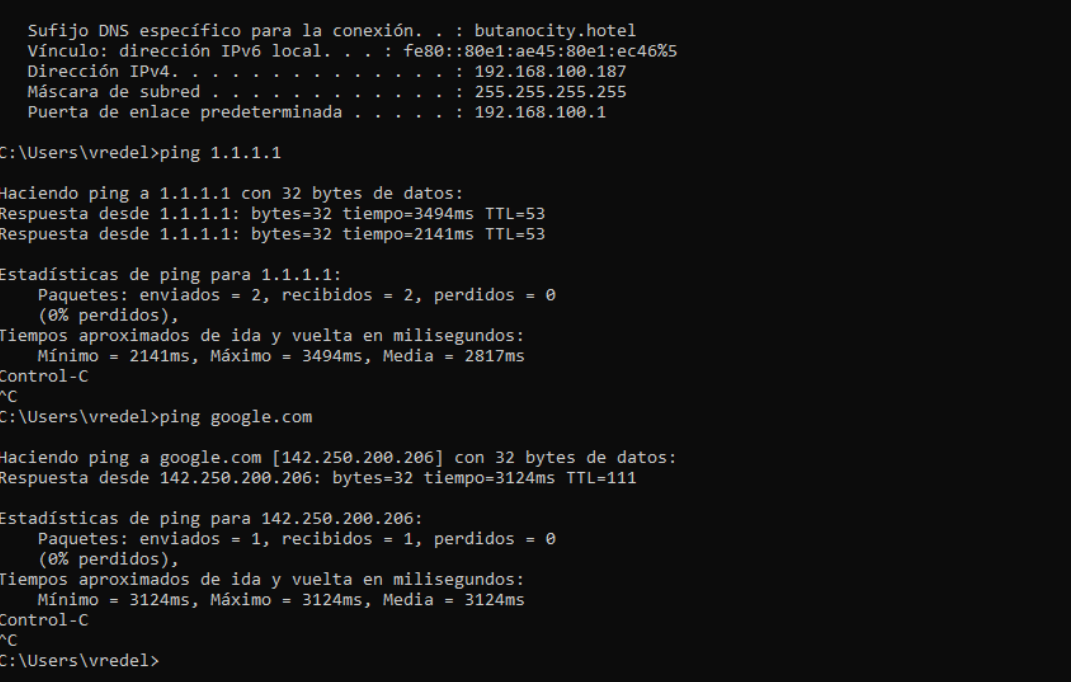 Sufijo DNS específico para la conexión. . : butanocity.hotel
Vínculo: dirección IPv6 local. . . : fe80::80e1:ae45:80e1:ec46%5
Dirección IPv4. . . . . . . . . . . . . . : 192.168.100.187
Máscara de subred . . . . . . . . . . . . : 255.255.255.255
Puerta de enlace predeterminada . . . . . : 192.168.100.1
C:\Users\vredel>ping 1.1.1.1
Haciendo ping a 1.1.1.1 con 32 bytes de datos:
Respuesta desde 1.1.1.1: bytes=32 tiempo=3494ms TTL=53
Respuesta desde 1.1.1.1: bytes=32 tiempo=2141ms TTL=53
Estadísticas de ping para 1.1.1.1:
Paquetes: enviados = 2, recibidos = 2, perdidos = 0
(0% perdidos),
Tiempos aproximados de ida y vuelta en milisegundos:
Mínimo = 2141ms, Máximo = 3494ms, Media = 2817ms
Control-C
^C
C:\Users\vredel>ping google.com
Haciendo ping a google.com [142.250.200.206] con 32 bytes de datos:
Respuesta desde 142.250.200.206: bytes=32 tiempo=3124ms TTL=111
Estadísticas de ping para 142.250.200.206:
Paquetes: enviados = 1, recibidos = 1, perdidos = 0
(0% perdidos),
Tiempos aproximados de ida y vuelta en milisegundos:
Mínimo = 3124ms, Máximo = 3124ms, Media = 3124ms
Control-C
^C
C:\Users\vredel>